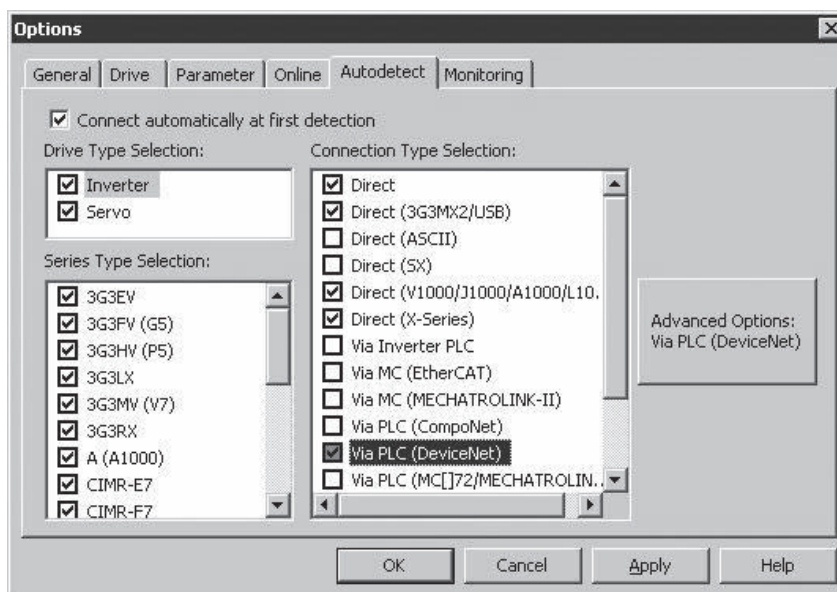 Options
General Drive Parameter Online Autodetect Monitoring
Connect automatically at first detection
Drive Type Selection:
Inverter
Servo
Series Type Selection:
3G3EV
3G3FV (G5)
3G3HV (P5)
3G3LX
3G3MV (V7)
3G3RX
A (A1000)
CIMR-E7
CIMR-F7
Connection Type Selection:
Direct
Direct (3G3MX2/USB)
Direct (ASCII)
Direct (SX)
Direct (V1000/J1000/A1000/L10.
Direct (X-Series)
Via Inverter PLC
Via MC (EtherCAT)
Via MC (MECHATROLINK-II)
Via PLC (CompoNet)
Via PLC (DeviceNet)
Via PLC (MC[]72/MECHATROLIN..
Advanced Options:
Via PLC (DeviceNet)
OK Cancel Apply Help